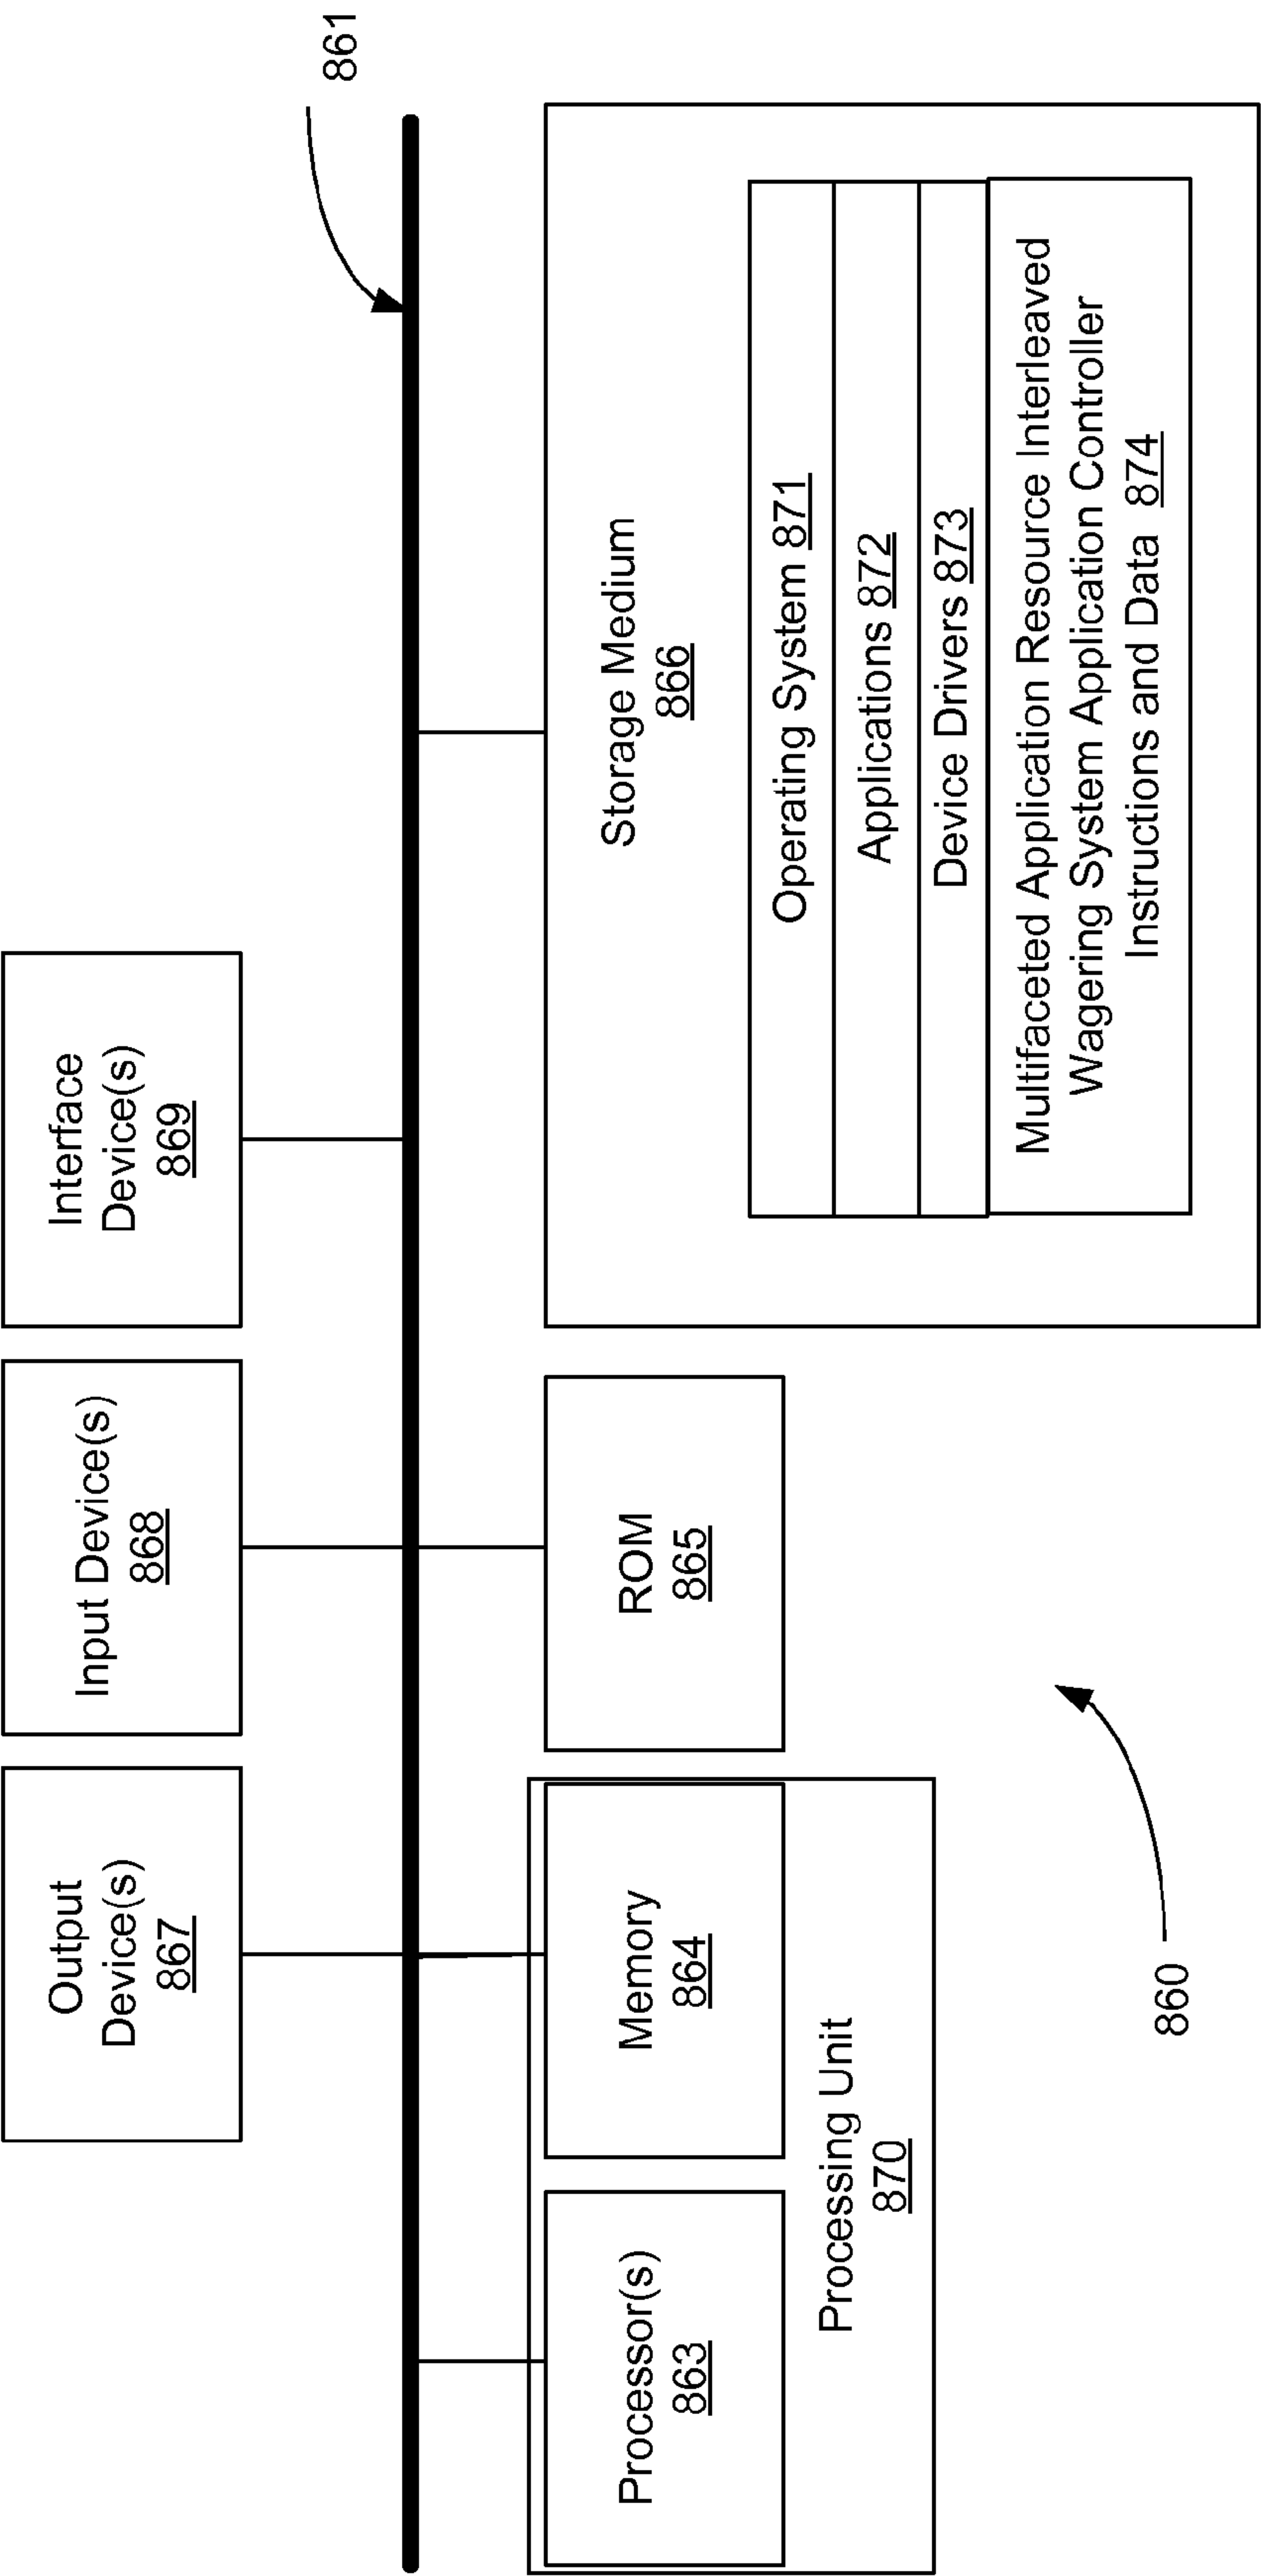 861
Output
Device(s)
867
Input Device(s)
868
Interface
Device(s)
869
Processor(s)
863
Memory
864
Processing Unit
870
ROM
865
Storage Medium
866
Operating System 871
Applications 872
Device Drivers 873
Multifaceted Application Resource Interleaved
Wagering System Application Controller
Instructions and Data 874
860